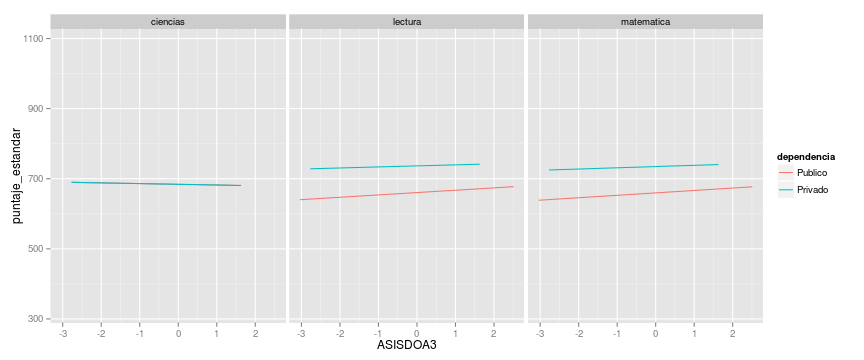 ciencias lectura matematica
1100
900
700
500
300
puntaje_estandar
-3 -2 -1 0 1 2 -3 -2 -1 0 1 2 -3 -2 -1 0 1 2
ASISDOA3
dependencia
Publico
Privado